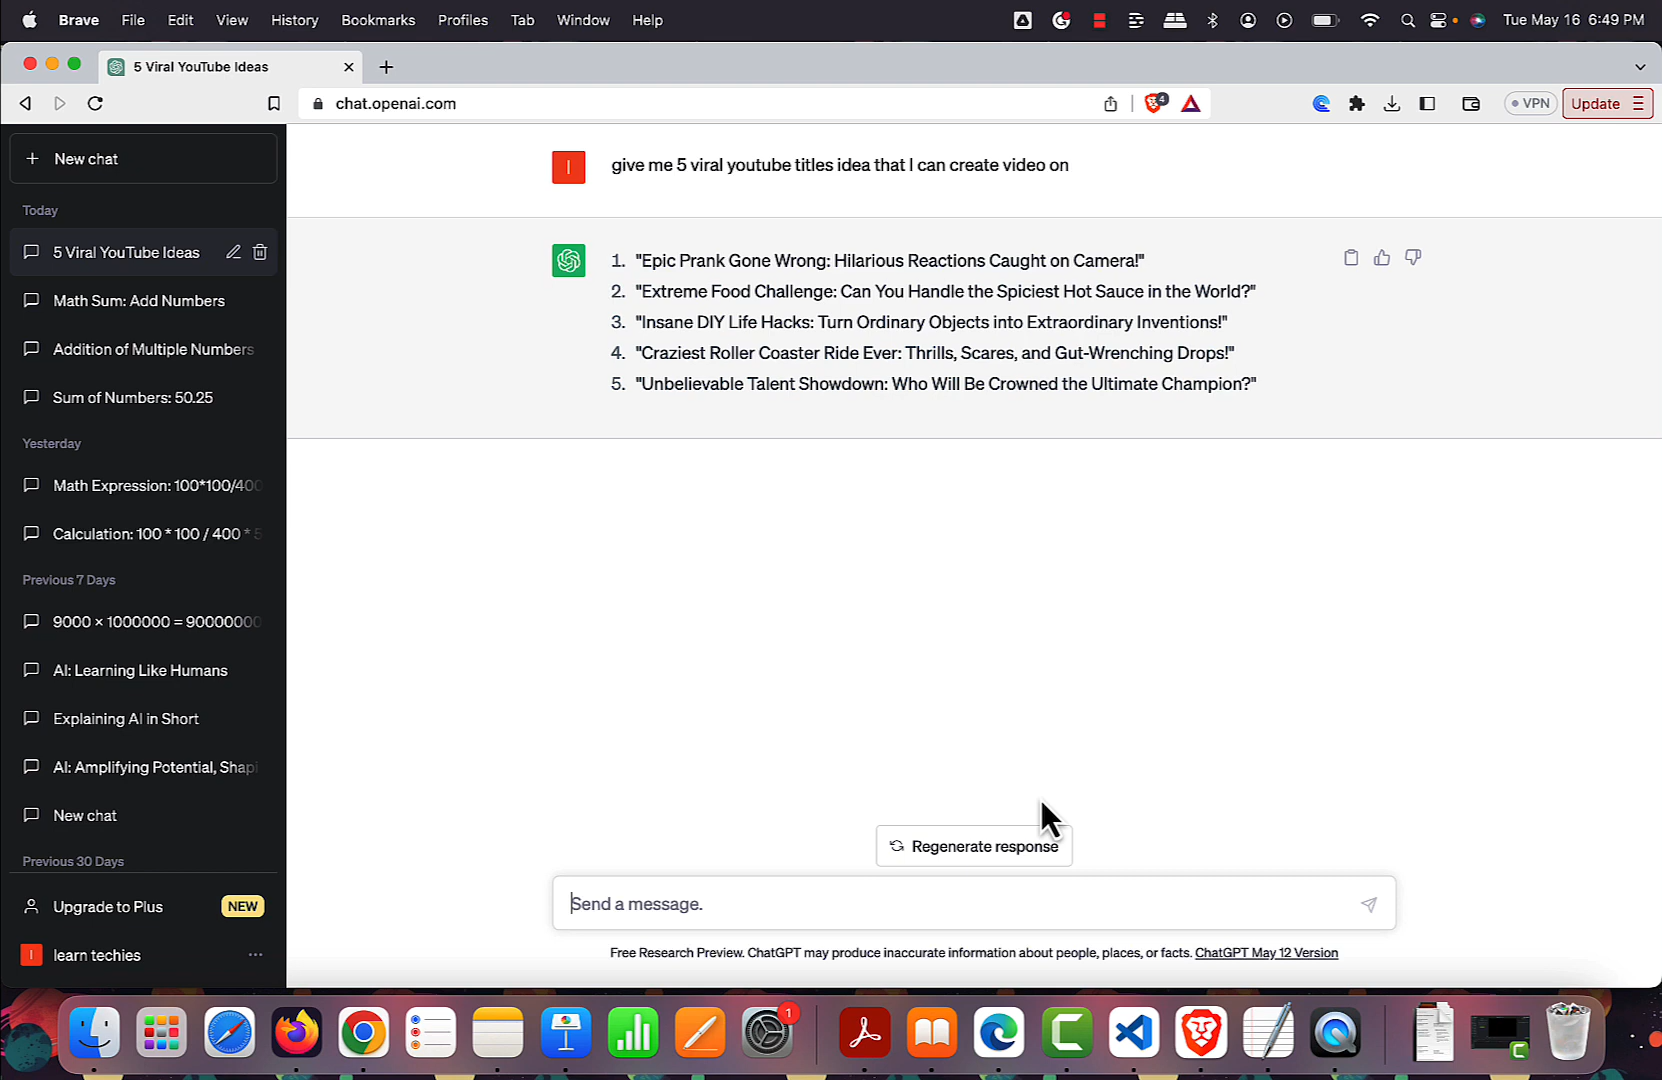 Brave File Edit View History Bookmarks Profiles Tab Window Help Tue May 16 6:49 PM
5 Viral YouTube Ideas
chat.openai.com
4
VPN
Update
New chat
Today
5 Viral YouTube Ideas
Math Sum: Add Numbers
Addition of Multiple Numbers
Sum of Numbers: 50.25
Yesterday
Math Expression: 100*100/400
Calculation: 100 * 100 / 400 * 5
Previous 7 Days
9000 × 1000000 = 90000000
AI: Learning Like Humans
Explaining AI in Short
AI: Amplifying Potential, Shapi
New chat
Previous 30 Days
Upgrade to Plus NEW
I learn techies
I give me 5 viral youtube titles idea that I can create video on
1. "Epic Prank Gone Wrong: Hilarious Reactions Caught on Camera!"
2. "Extreme Food Challenge: Can You Handle the Spiciest Hot Sauce in the World?"
3. "Insane DIY Life Hacks: Turn Ordinary Objects into Extraordinary Inventions!"
4. "Craziest Roller Coaster Ride Ever: Thrills, Scares, and Gut-Wrenching Drops!"
5. "Unbelievable Talent Showdown: Who Will Be Crowned the Ultimate Champion?"
Regenerate response
Send a message.
Free Research Preview. ChatGPT may produce inaccurate information about people, places, or facts. ChatGPT May 12 Version
1